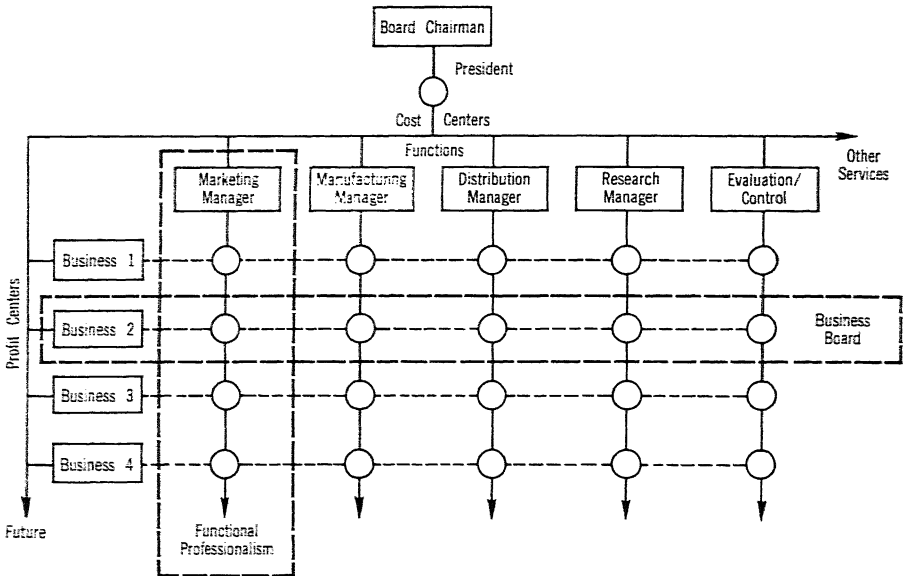 Board Chairman
President
Cost Centers
Functions
Other
Services
Marketing
Manager
Manufacturing
Manager
Distribution
Manager
Research
Manager
Evaluation/
Control
Profit Centers
Business 1
Business 2
Business
Board
Business 3
Business 4
Future
Functional
Professionalism